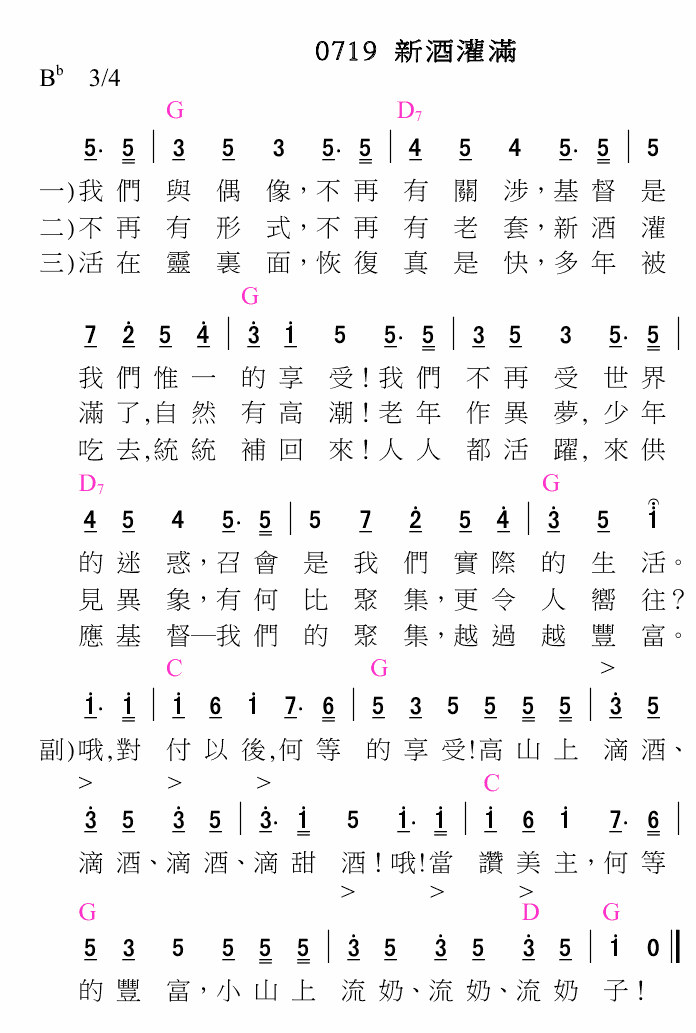 0719 新酒灌滿
Bb 3/4
G D7
5. 5 | 3 5 3 5. 5 | 4 5 4 5. 5 | 5
一)我們與偶像,不再有關涉,基督是
二)不再有形式,不再有老套,新酒灌
三)活在靈裏面,恢復真是快,多年被
G
7 2 5 4 | 3 1 5 5. 5 | 3 5 3 5. 5 |
我們惟一的享受!我們不再受世界
滿了,自然有高潮!老年作異夢,少年
吃去,統統補回來!人人都活躍,來供
D7 G
4 5 4 5. 5 | 5 7 2 5 4 | 3 5 1
的迷惑,召會是我們實際的生活。
見異象,有何比聚集,更令人嚮往?
應基督─我們的聚集,越過越豐富。
C G >
1. 1 | 1 6 1 7. 6 | 5 3 5 5 5 | 3 5
副)哦,對付以後,何等的享受!高山上滴酒、
> > > C
3 5 3 5 | 3. 1 5 1. 1 | 1 6 1 7. 6 |
滴酒、滴酒、滴甜酒!哦!當讚美主,何等
> > >
G D G
5 3 5 5 5 5 | 3 5 3 5 3 5 | 1 0 ‖
的豐富,小山上流奶、流奶、流奶子!